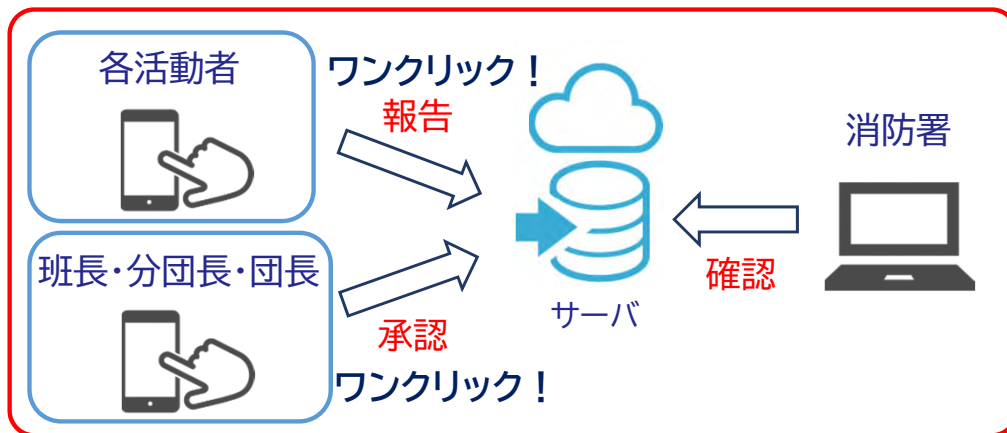 各活動者
ワンクリック！
報告
消防署
班長・分団長・団長
確認
サーバ
承認
ワンクリック！